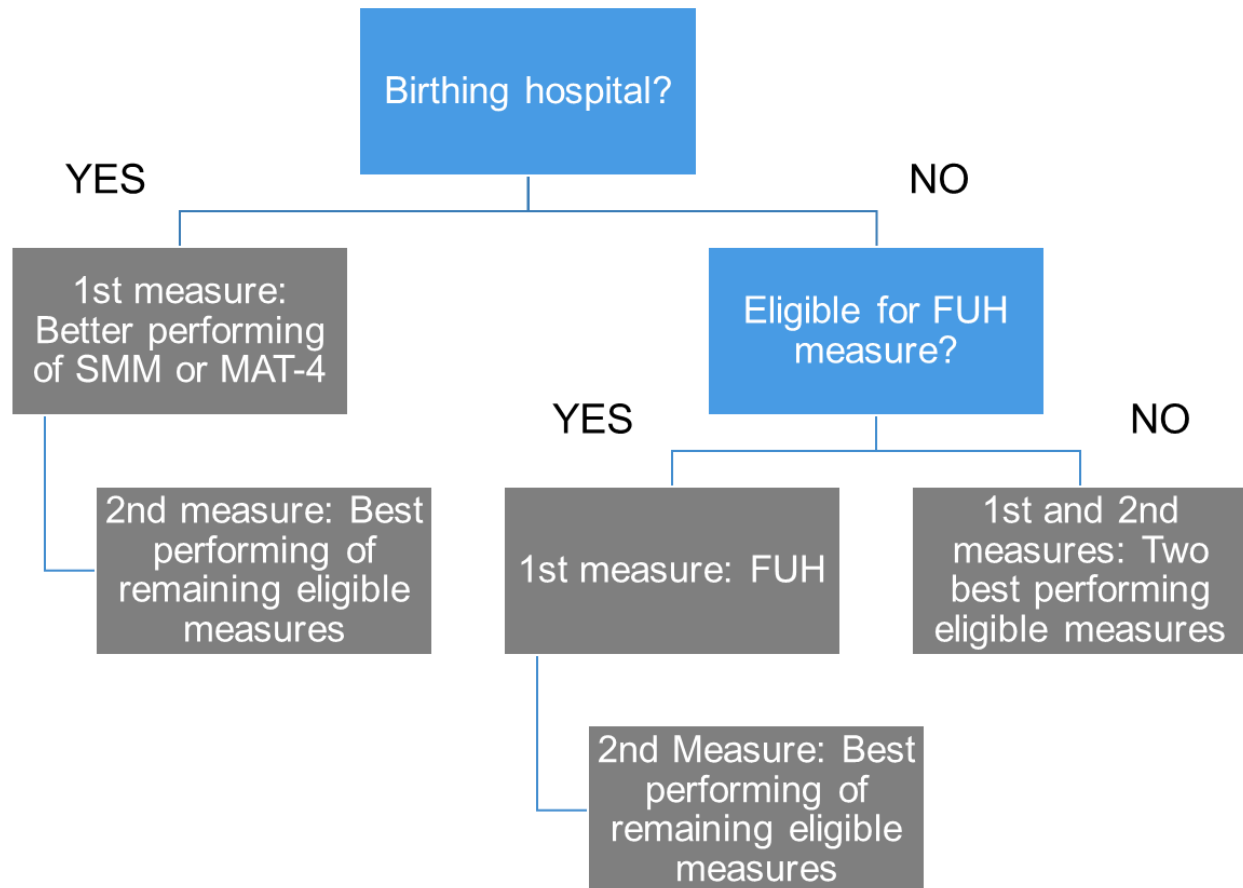 Birthing hospital?
YES
NO
1st measure:
Better performing
of SMM or MAT-4
Eligible for FUH
measure?
YES
NO
2nd measure: Best
performing of
remaining eligible
measures
1st measure: FUH
1st and 2nd
measures: Two
best performing
eligible measures
2nd Measure: Best
performing of
remaining eligible
measures